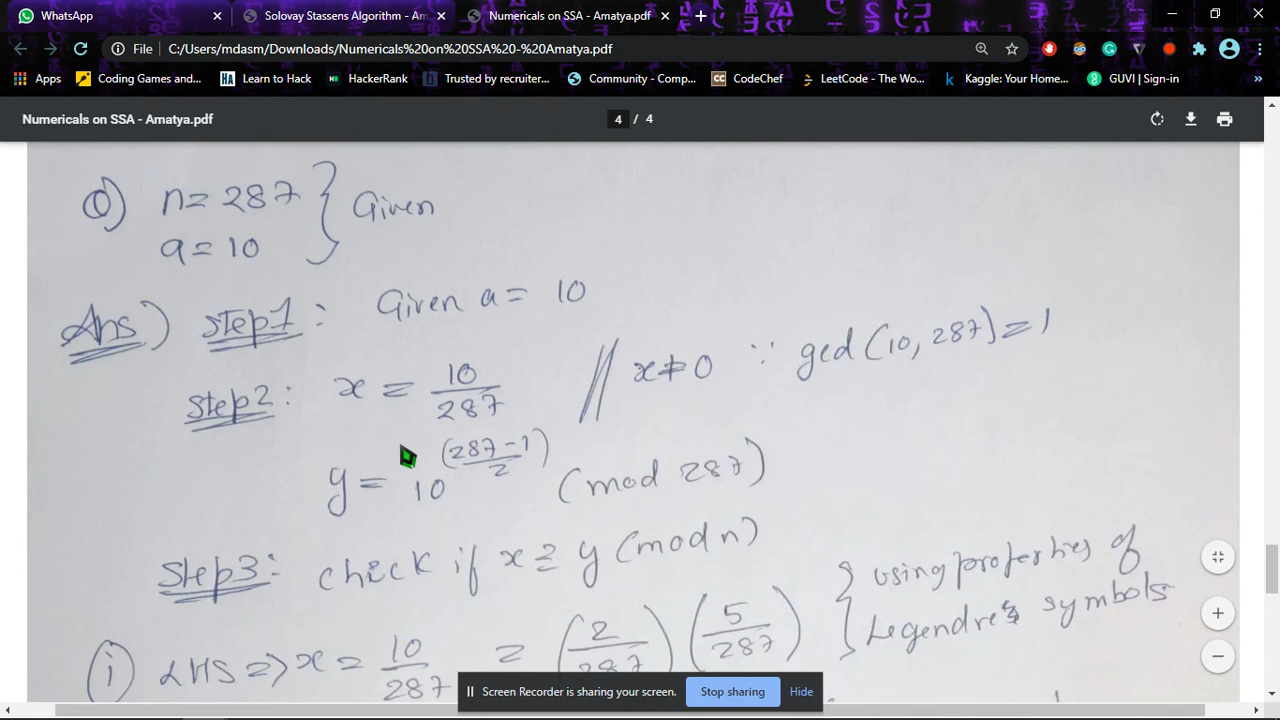 WhatsApp
Solovay Stassens Algorithm - Am
Numericals on SSA - Amatya.pdf
File | C:/Users/mdasm/Downloads/Numericals%20on%20SSA%20-%20Amatya.pdf
Apps Coding Games and... Learn to Hack HackerRank Trusted by recruiter... Community - Comp... CodeChef LeetCode - The Wo... Kaggle: Your Home... GUVI | Sign-in »
Numericals on SSA - Amatya.pdf 4 / 4
Q) n = 287 } Given
a = 10
Ans) Step1 : Given a = 10
Step2 : x = 10/287 // x ≠ 0 ∵ gcd (10, 287) = 1
y = 10^((287-1)/2) (mod 287)
Step3 : check if x ≡ y (mod n)
(i) LHS => x = 10/287 = (2/287) (5/287) } using properties of
Legendre's symbols
Screen Recorder is sharing your screen. Stop sharing Hide